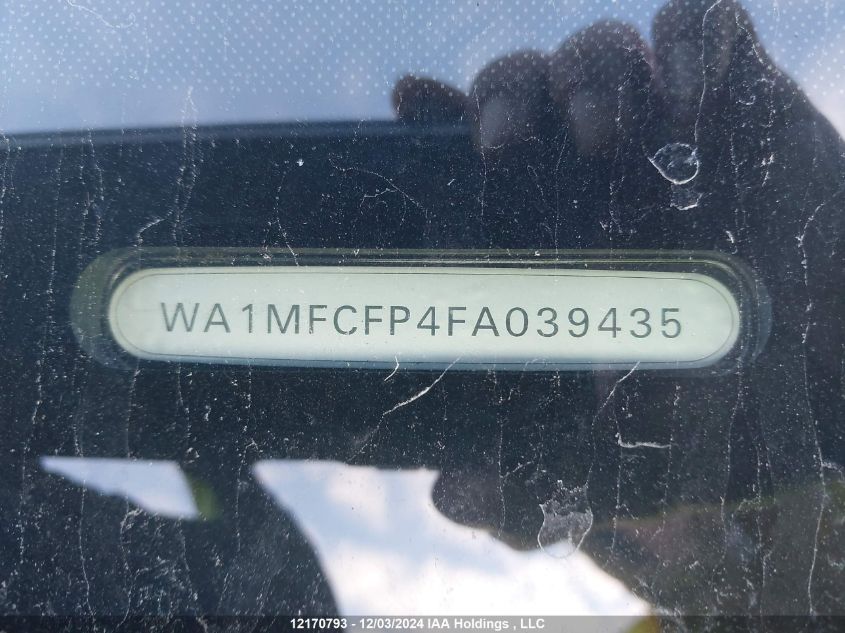 WA1MFCFP4FA039435
12170793 - 12/03/2024 IAA Holdings , LLC